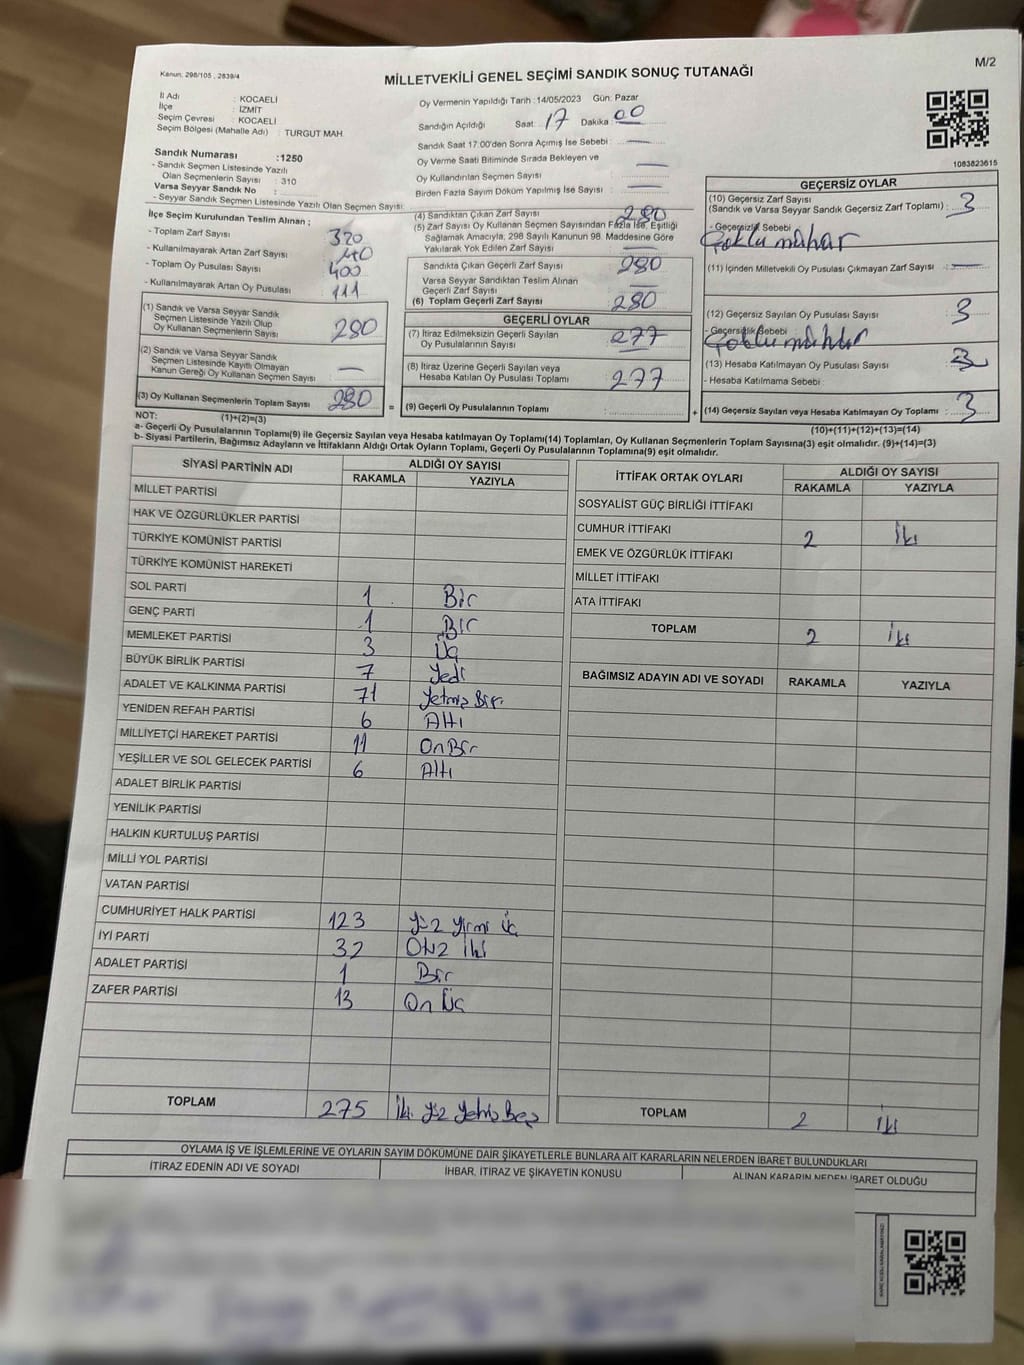 Kanun: 298/105 , 2839/4
MİLLETVEKİLİ GENEL SEÇİMİ SANDIK SONUÇ TUTANAĞI
M/2
İl Adı : KOCAELİ
İlçe : İZMİT
Seçim Çevresi : KOCAELİ
Seçim Bölgesi (Mahalle Adı) : TURGUT MAH.
Sandık Numarası :1250
- Sandık Seçmen Listesinde Yazılı
Olan Seçmenlerin Sayısı : 310
Varsa Seyyar Sandık No :
- Seyyar Sandık Seçmen Listesinde Yazılı Olan Seçmen Sayısı:
Oy Vermenin Yapıldığı Tarih :14/05/2023 Gün: Pazar
Sandığın Açıldığı Saat: 17 Dakika: 00
Sandık Saat 17:00'den Sonra Açımış İse Sebebi : —
Oy Verme Saati Bitiminde Sırada Bekleyen ve
Oy Kullandırılan Seçmen Sayısı : —
Birden Fazla Sayım Döküm Yapılmış İse Sayısı : —
1083823615
İlçe Seçim Kurulundan Teslim Alınan ;
- Toplam Zarf Sayısı : 320
- Kullanılmayarak Artan Zarf Sayısı : 40
- Toplam Oy Pusulası Sayısı : 400
- Kullanılmayarak Artan Oy Pusulası : 111
(1) Sandık ve Varsa Seyyar Sandık
Seçmen Listesinde Yazılı Olup
Oy Kullanan Seçmenlerin Sayısı : 280
(2) Sandık ve Varsa Seyyar Sandık
Seçmen Listesinde Kayıtlı Olmayan
Kanun Gereği Oy Kullanan Seçmen Sayısı : —
(3) Oy Kullanan Seçmenlerin Toplam Sayısı : 280
(1)+(2)=(3)
(4) Sandıktan Çıkan Zarf Sayısı : 280
(5) Zarf Sayısı Oy Kullanan Seçmen Sayısından Fazla İse, Eşitliği
Sağlamak Amacıyla, 298 Sayılı Kanunun 98. Maddesine Göre
Yakılarak Yok Edilen Zarf Sayısı : —
Sandıkta Çıkan Geçerli Zarf Sayısı : 280
Varsa Seyyar Sandıktan Teslim Alınan
Geçerli Zarf Sayısı : —
(6) Toplam Geçerli Zarf Sayısı : 280
GEÇERLİ OYLAR
(7) İtiraz Edilmeksizin Geçerli Sayılan
Oy Pusulalarının Sayısı : 277
(8) İtiraz Üzerine Geçerli Sayılan veya
Hesaba Katılan Oy Pusulası Toplamı : 277
= (9) Geçerli Oy Pusulalarının Toplamı : +
GEÇERSİZ OYLAR
(10) Geçersiz Zarf Sayısı
(Sandık ve Varsa Seyyar Sandık Geçersiz Zarf Toplamı) : 3
- Geçersizlik Sebebi
Çoklu mühür
(11) İçinden Milletvekili Oy Pusulası Çıkmayan Zarf Sayısı : —
(12) Geçersiz Sayılan Oy Pusulası Sayısı : 3
- Geçersizlik Sebebi
Çoklu mühür
(13) Hesaba Katılmayan Oy Pusulası Sayısı : 3
- Hesaba Katılmama Sebebi :
(14) Geçersiz Sayılan veya Hesaba Katılmayan Oy Toplamı : 3
(10)+(11)+(12)+(13)=(14)
NOT:
a- Geçerli Oy Pusulalarının Toplamı(9) ile Geçersiz Sayılan veya Hesaba katılmayan Oy Toplamı(14) Toplamları, Oy Kullanan Seçmenlerin Toplam Sayısına(3) eşit olmalıdır. (9)+(14)=(3)
b- Siyasi Partilerin, Bağımsız Adayların ve İttifakların Aldığı Ortak Oyların Toplamı, Geçerli Oy Pusulalarının Toplamına(9) eşit olmalıdır.
SİYASİ PARTİNİN ADI ALDIĞI OY SAYISI
RAKAMLA YAZIYLA
MİLLET PARTİSİ
HAK VE ÖZGÜRLÜKLER PARTİSİ
TÜRKİYE KOMÜNİST PARTİSİ
TÜRKİYE KOMÜNİST HAREKETİ
SOL PARTİ 1 Bir
GENÇ PARTİ 1 Bir
MEMLEKET PARTİSİ 3 Üç
BÜYÜK BİRLİK PARTİSİ 7 Yedi
ADALET VE KALKINMA PARTİSİ 71 Yetmiş Bir
YENİDEN REFAH PARTİSİ 6 Altı
MİLLİYETÇİ HAREKET PARTİSİ 11 On Bir
YEŞİLLER VE SOL GELECEK PARTİSİ 6 Altı
ADALET BİRLİK PARTİSİ
YENİLİK PARTİSİ
HALKIN KURTULUŞ PARTİSİ
MİLLİ YOL PARTİSİ
VATAN PARTİSİ
CUMHURİYET HALK PARTİSİ 123 Yüz Yirmi Üç
İYİ PARTİ 32 Otuz İki
ADALET PARTİSİ 1 Bir
ZAFER PARTİSİ 13 On Üç
TOPLAM 275 İki Yüz Yetmiş Beş
İTTİFAK ORTAK OYLARI ALDIĞI OY SAYISI
RAKAMLA YAZIYLA
SOSYALİST GÜÇ BİRLİĞİ İTTİFAKI
CUMHUR İTTİFAKI 2 İki
EMEK VE ÖZGÜRLÜK İTTİFAKI
MİLLET İTTİFAKI
ATA İTTİFAKI
TOPLAM 2 İki
BAĞIMSIZ ADAYIN ADI VE SOYADI RAKAMLA YAZIYLA
TOPLAM 2 İki
OYLAMA İŞ VE İŞLEMLERİNE VE OYLARIN SAYIM DÖKÜMÜNE DAİR ŞİKAYETLERLE BUNLARA AİT KARARLARIN NELERDEN İBARET BULUNDUKLARI
İTİRAZ EDENİN ADI VE SOYADI İHBAR, İTİRAZ VE ŞİKAYETİN KONUSU ALINAN KARARIN NEDEN İBARET OLDUĞU